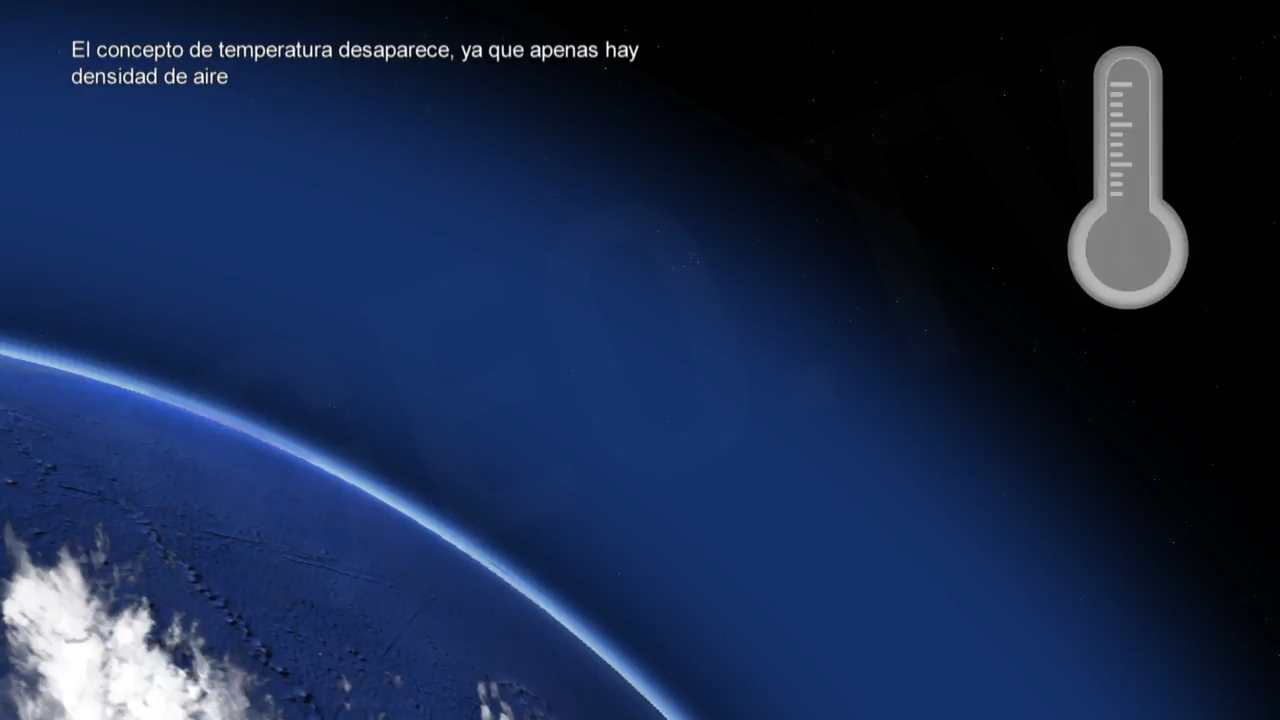 El concepto de temperatura desaparece, ya que apenas hay
densidad de aire